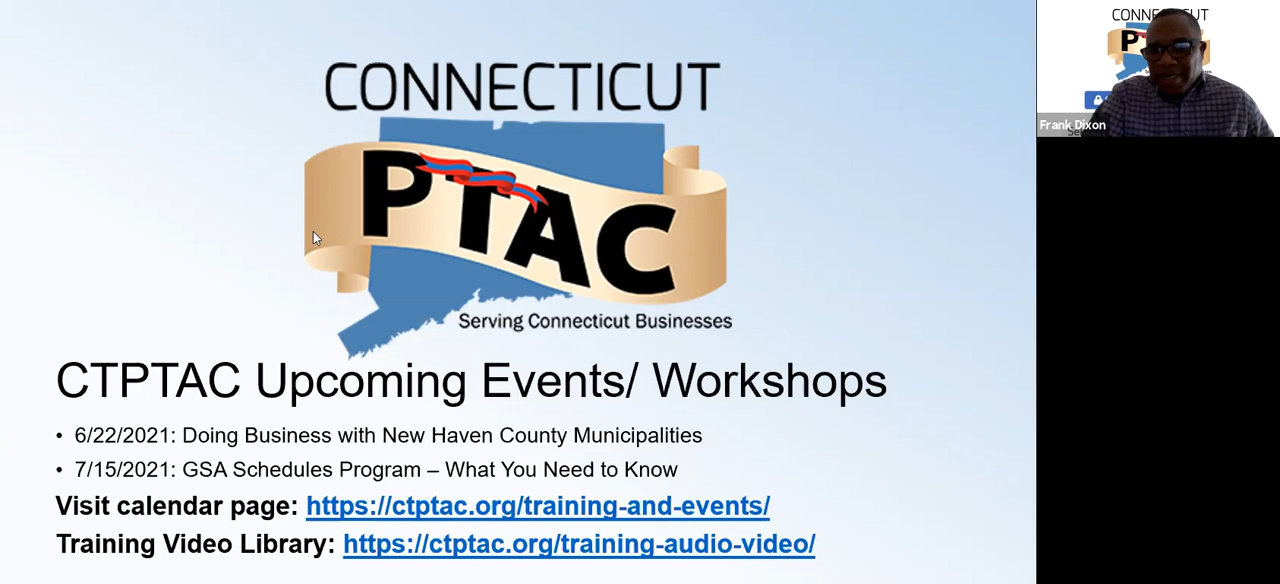 CONNECTICUT
PTAC
Serving Connecticut Businesses
CTPTAC Upcoming Events/ Workshops
• 6/22/2021: Doing Business with New Haven County Municipalities
• 7/15/2021: GSA Schedules Program – What You Need to Know
Visit calendar page: https://ctptac.org/training-and-events/
Training Video Library: https://ctptac.org/training-audio-video/
Frank Dixon